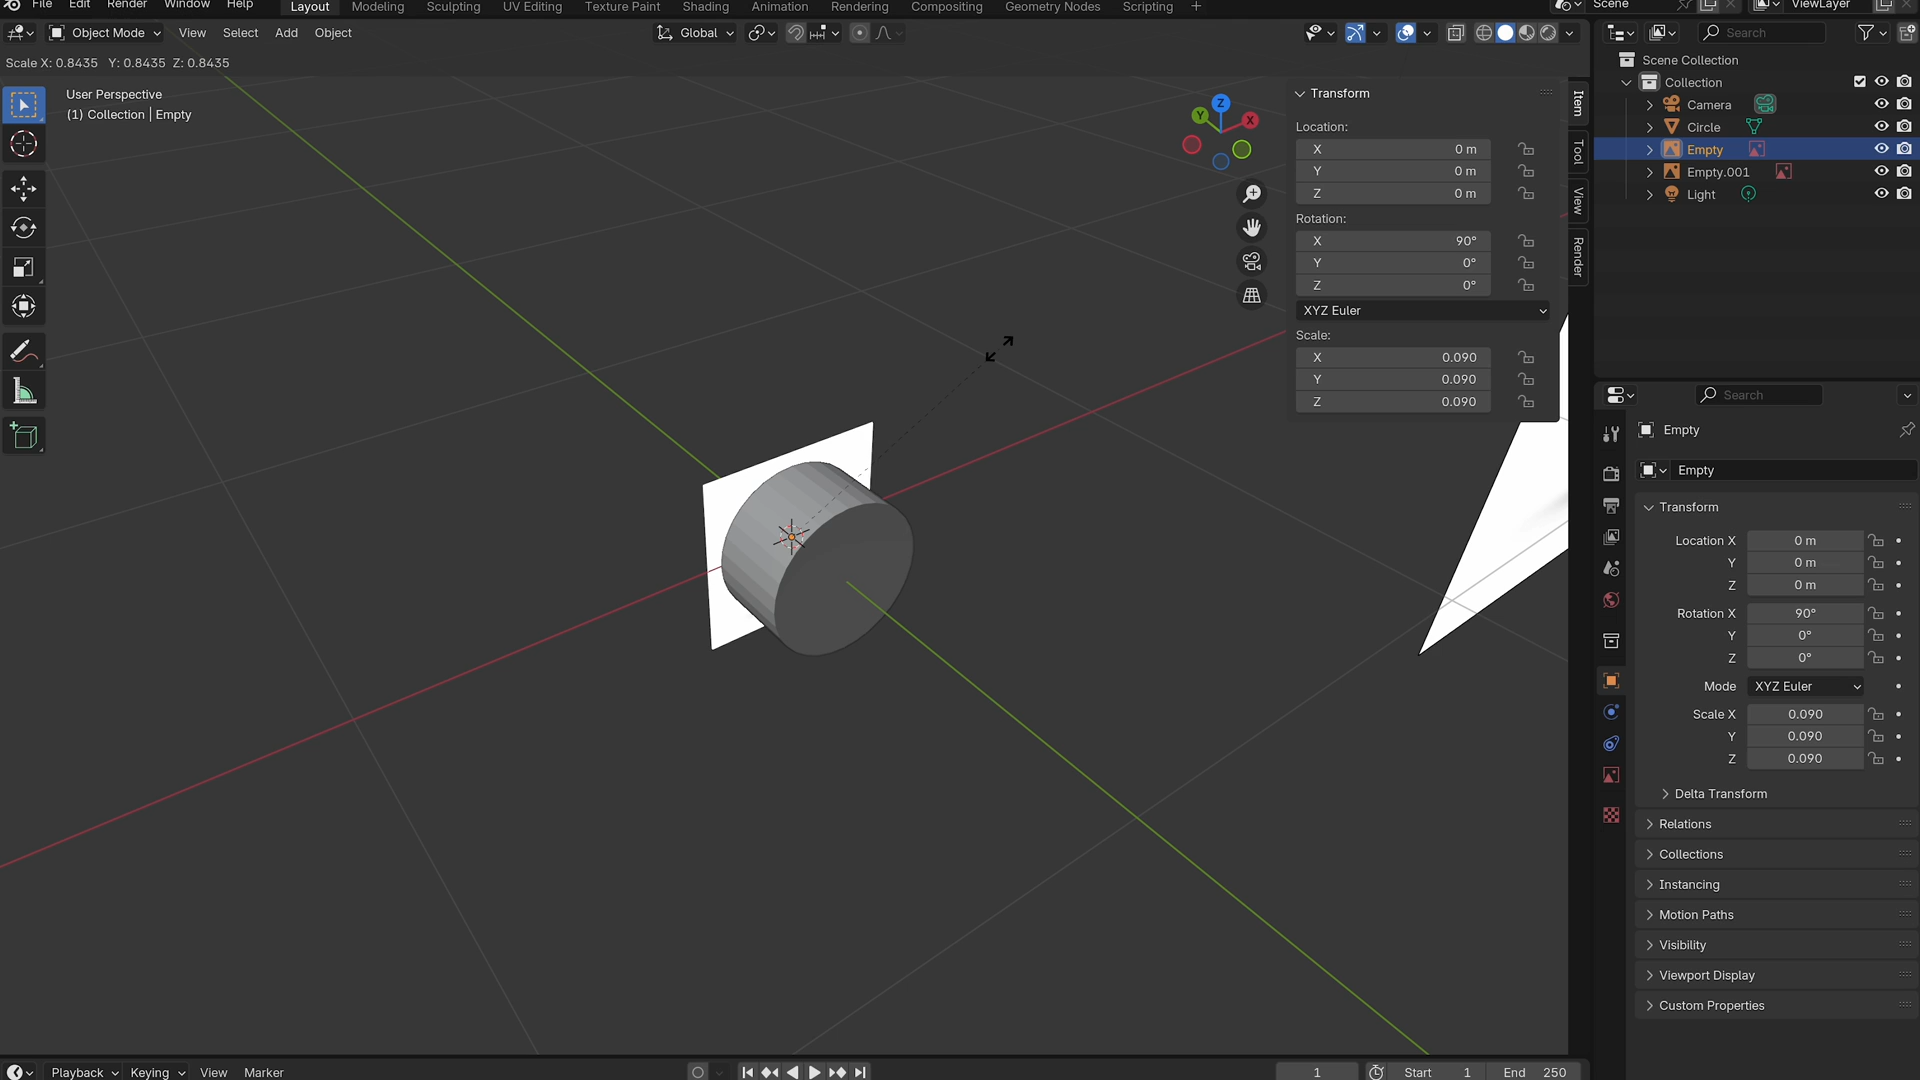 File Edit Render Window Help Layout Modeling Sculpting UV Editing Texture Paint Shading Animation Rendering Compositing Geometry Nodes Scripting + Scene ViewLayer
Object Mode View Select Add Object Global
Scale X: 0.8435 Y: 0.8435 Z: 0.8435
User Perspective
(1) Collection | Empty
Z
Y
X
Transform
Location:
X 0 m
Y 0 m
Z 0 m
Rotation:
X 90°
Y 0°
Z 0°
XYZ Euler
Scale:
X 0.090
Y 0.090
Z 0.090
Item
Tool
View
Render
Search
Scene Collection
Collection
Camera
Circle
Empty
Empty.001
Light
Search
Empty
Empty
Transform
Location X 0 m
Y 0 m
Z 0 m
Rotation X 90°
Y 0°
Z 0°
Mode XYZ Euler
Scale X 0.090
Y 0.090
Z 0.090
Delta Transform
Relations
Collections
Instancing
Motion Paths
Visibility
Viewport Display
Custom Properties
Playback Keying View Marker 1 Start 1 End 250